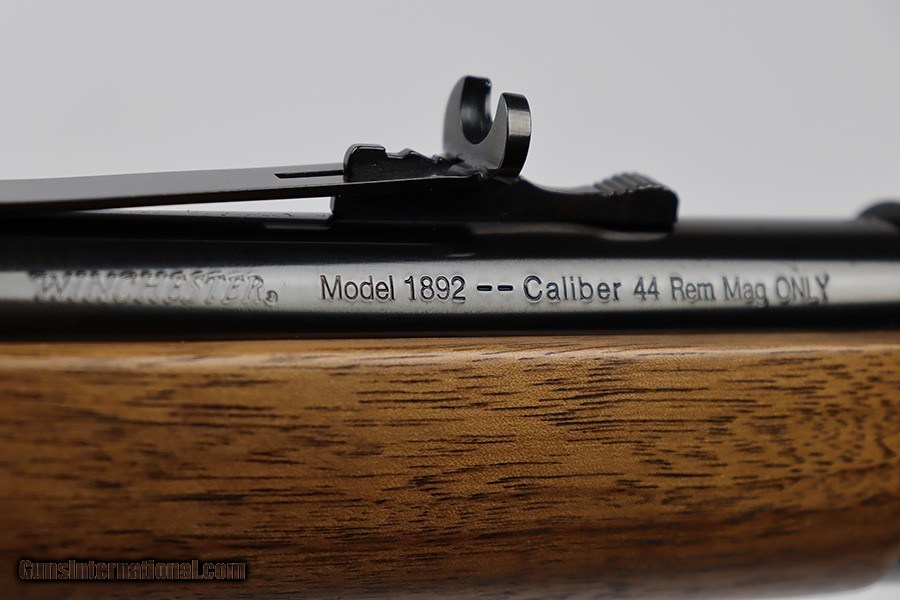 WINCHESTER® Model 1892 -- Caliber 44 Rem Mag ONLY
GunsInternational.com